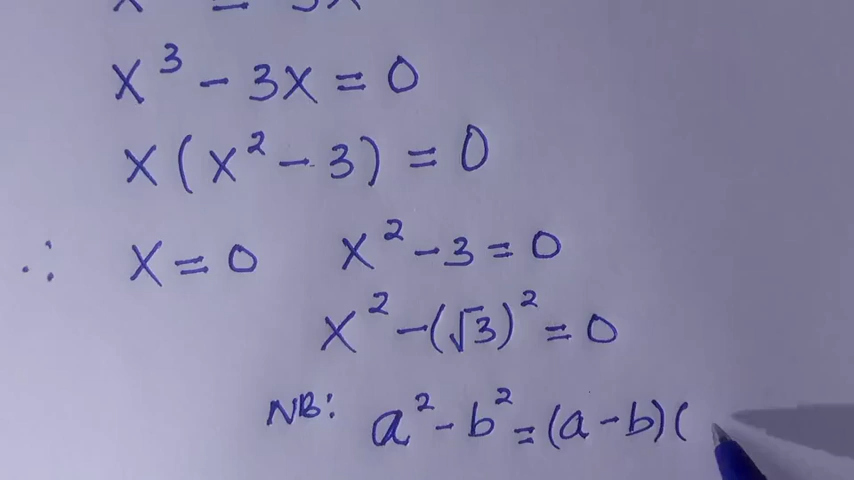 x³ - 3x = 0
x(x² - 3) = 0
∴ x = 0 x² - 3 = 0
x² - (√3)² = 0
NB: a² - b² = (a - b)(